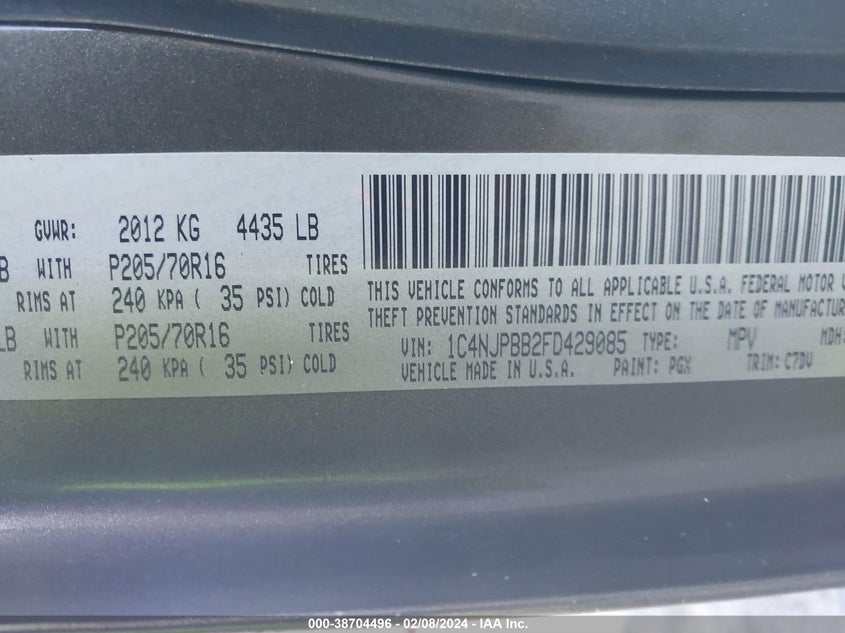 GVWR: 2012 KG 4435 LB
B WITH P205/70R16 TIRES
RIMS AT 240 KPA ( 35 PSI) COLD
LB WITH P205/70R16 TIRES
RIMS AT 240 KPA ( 35 PSI) COLD
THIS VEHICLE CONFORMS TO ALL APPLICABLE U.S.A. FEDERAL MOTOR V
THEFT PREVENTION STANDARDS IN EFFECT ON THE DATE OF MANUFACTUR
VIN: 1C4NJPBB2FD429085 TYPE: MPV MDH:
VEHICLE MADE IN U.S.A. PAINT: PGX TRIM: C7DV
000-38704496 - 02/08/2024 - IAA Inc.